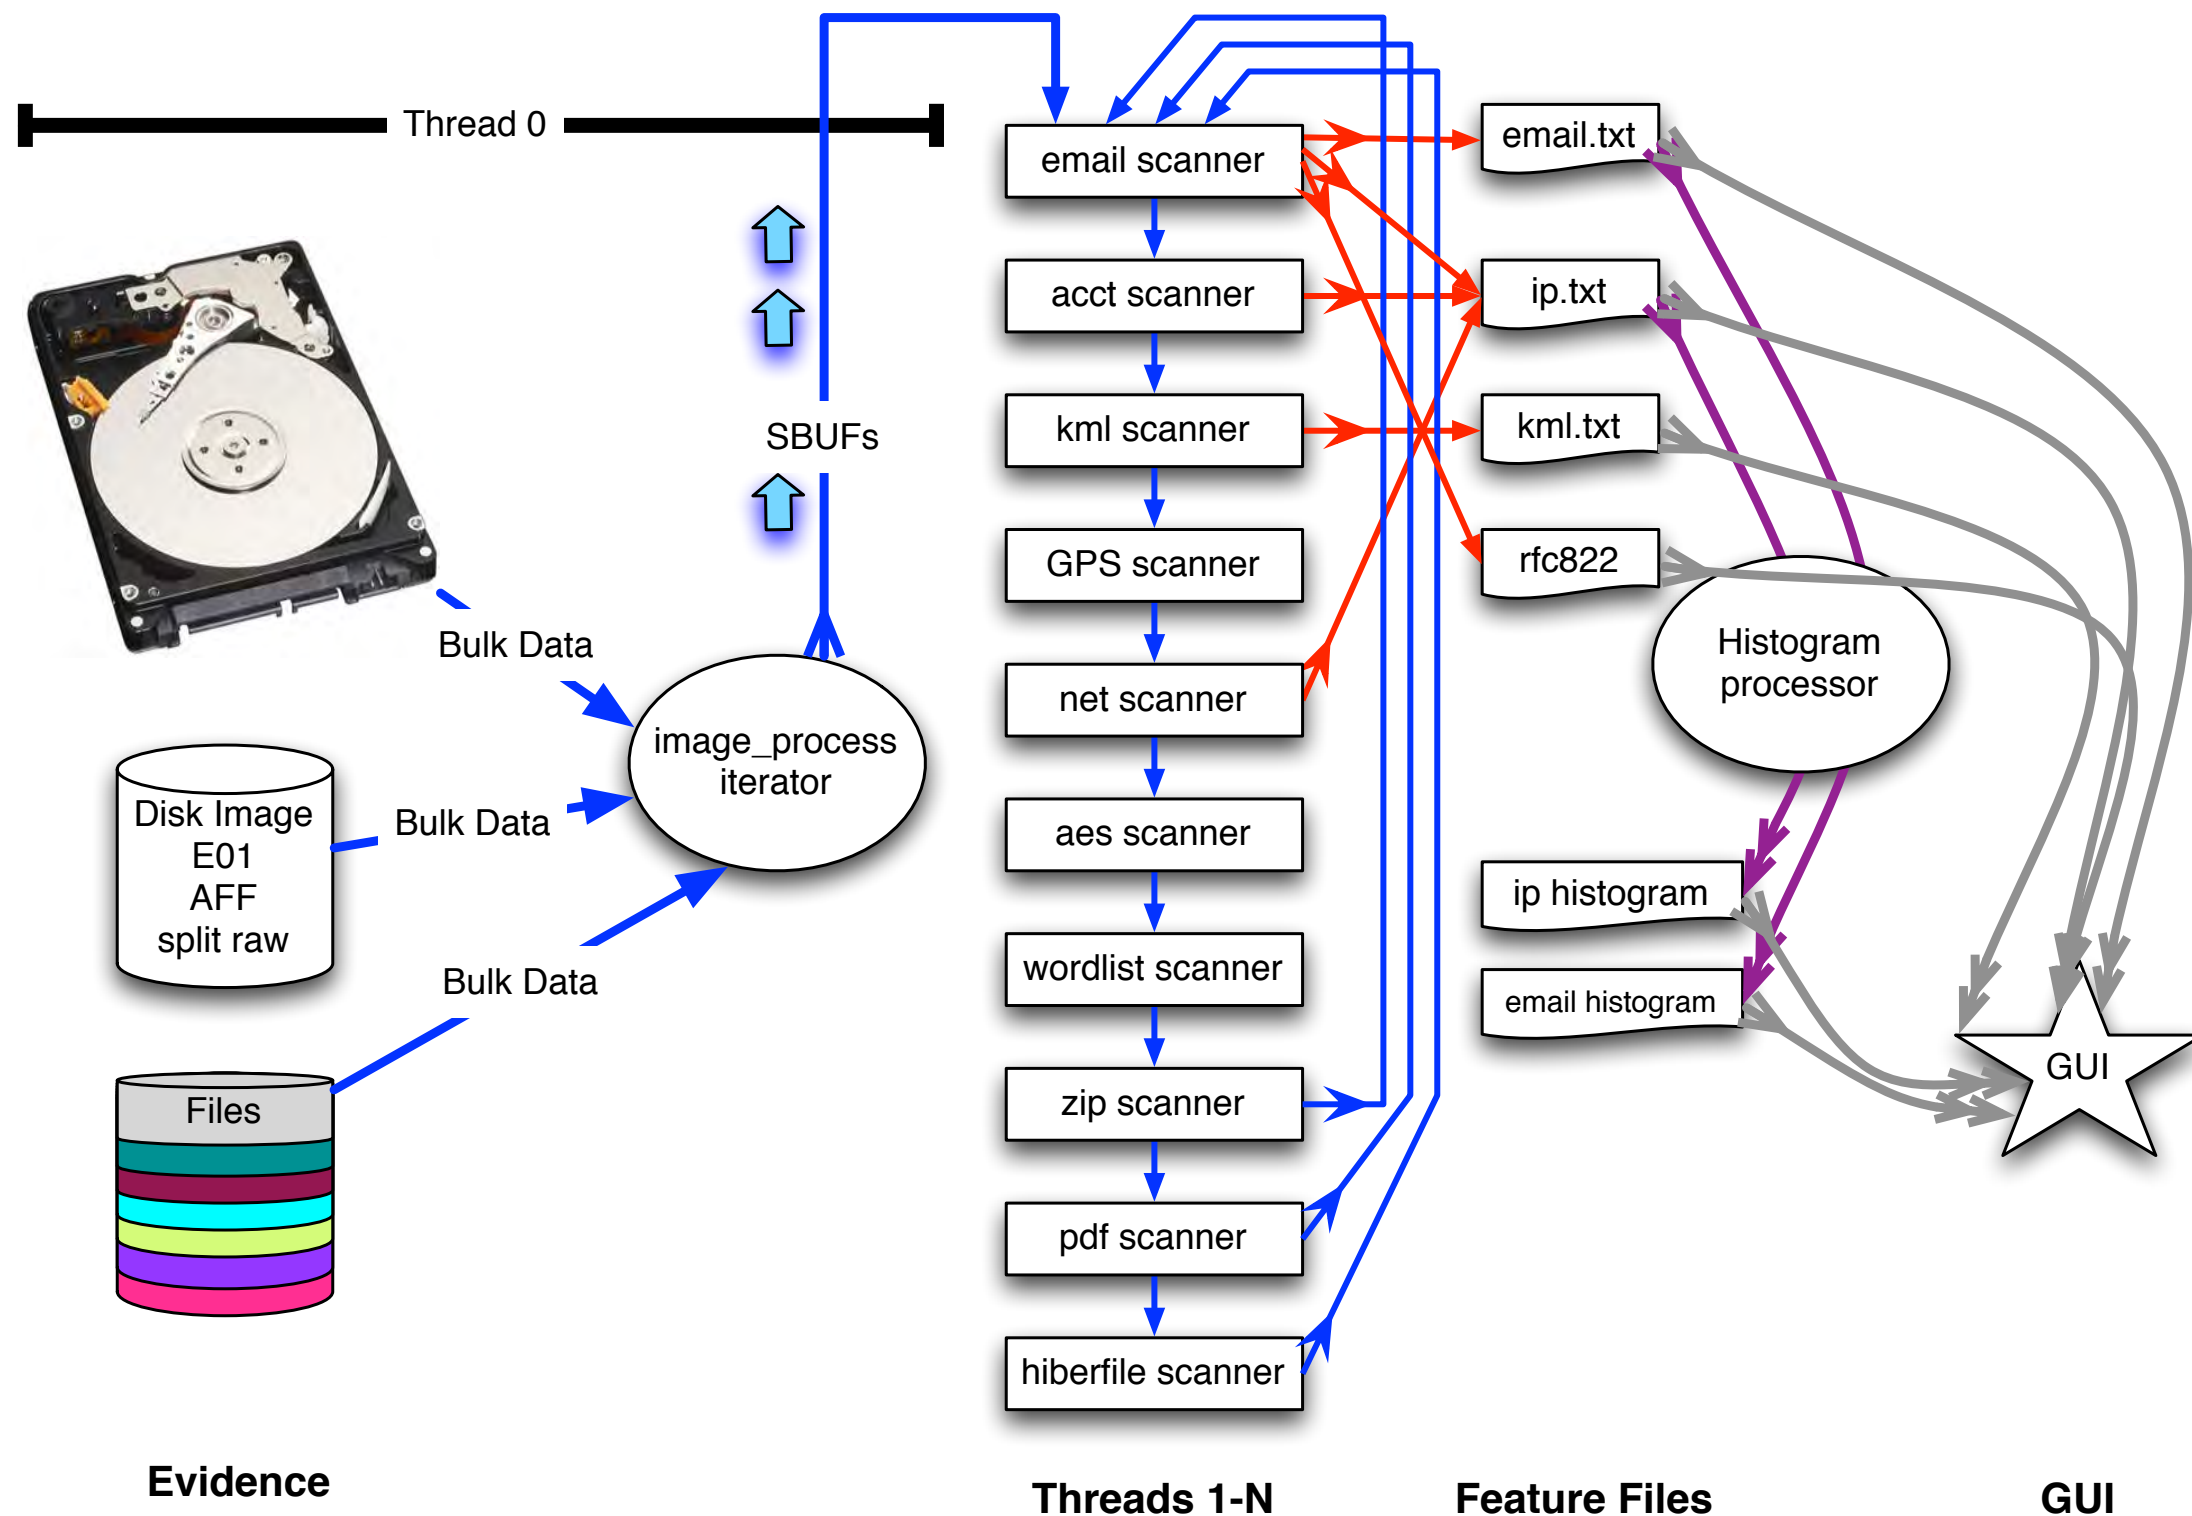 Thread 0
SBUFs
Bulk Data
Bulk Data
Bulk Data
image_process
iterator
Disk Image
E01
AFF
split raw
Files
Evidence
email scanner
acct scanner
kml scanner
GPS scanner
net scanner
aes scanner
wordlist scanner
zip scanner
pdf scanner
hiberfile scanner
Threads 1-N
email.txt
ip.txt
kml.txt
rfc822
Histogram
processor
ip histogram
email histogram
Feature Files
GUI
GUI